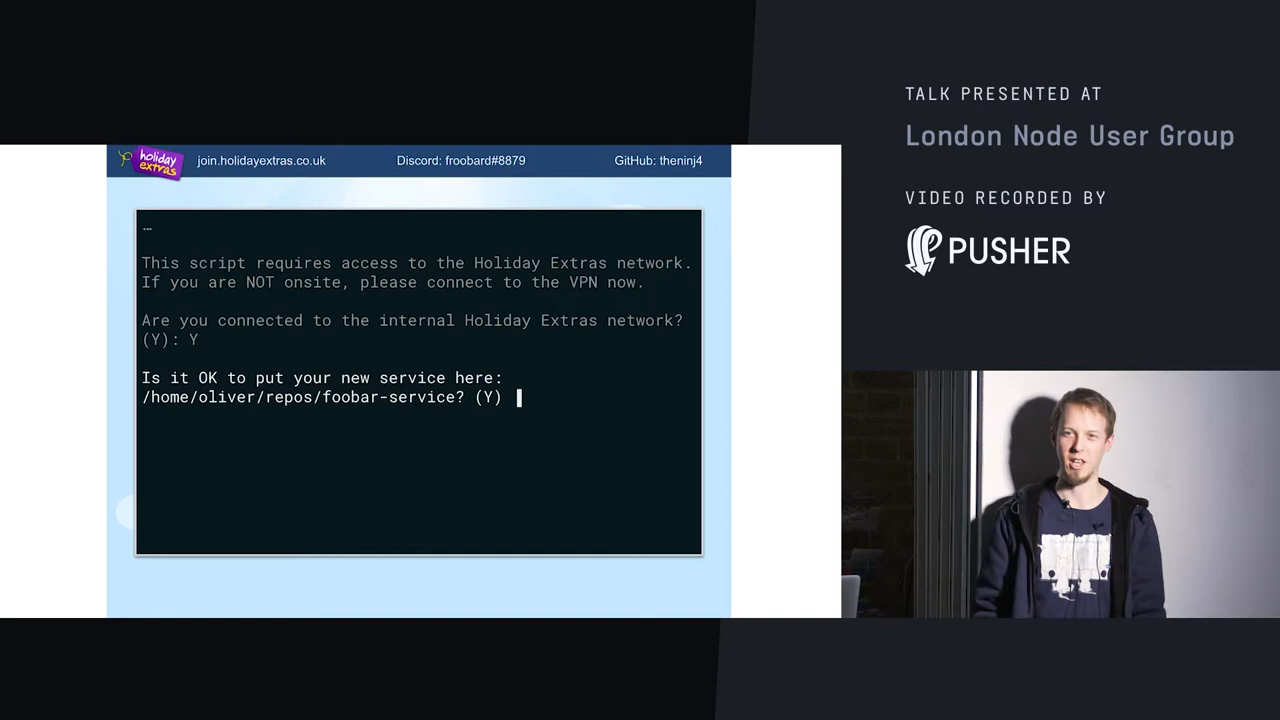 holiday
extras
join.holidayextras.co.uk
Discord: froobard#8879
GitHub: theninj4
...
This script requires access to the Holiday Extras network.
If you are NOT onsite, please connect to the VPN now.
Are you connected to the internal Holiday Extras network?
(Y): Y
Is it OK to put your new service here:
/home/oliver/repos/foobar-service? (Y)
TALK PRESENTED AT
London Node User Group
VIDEO RECORDED BY
PUSHER